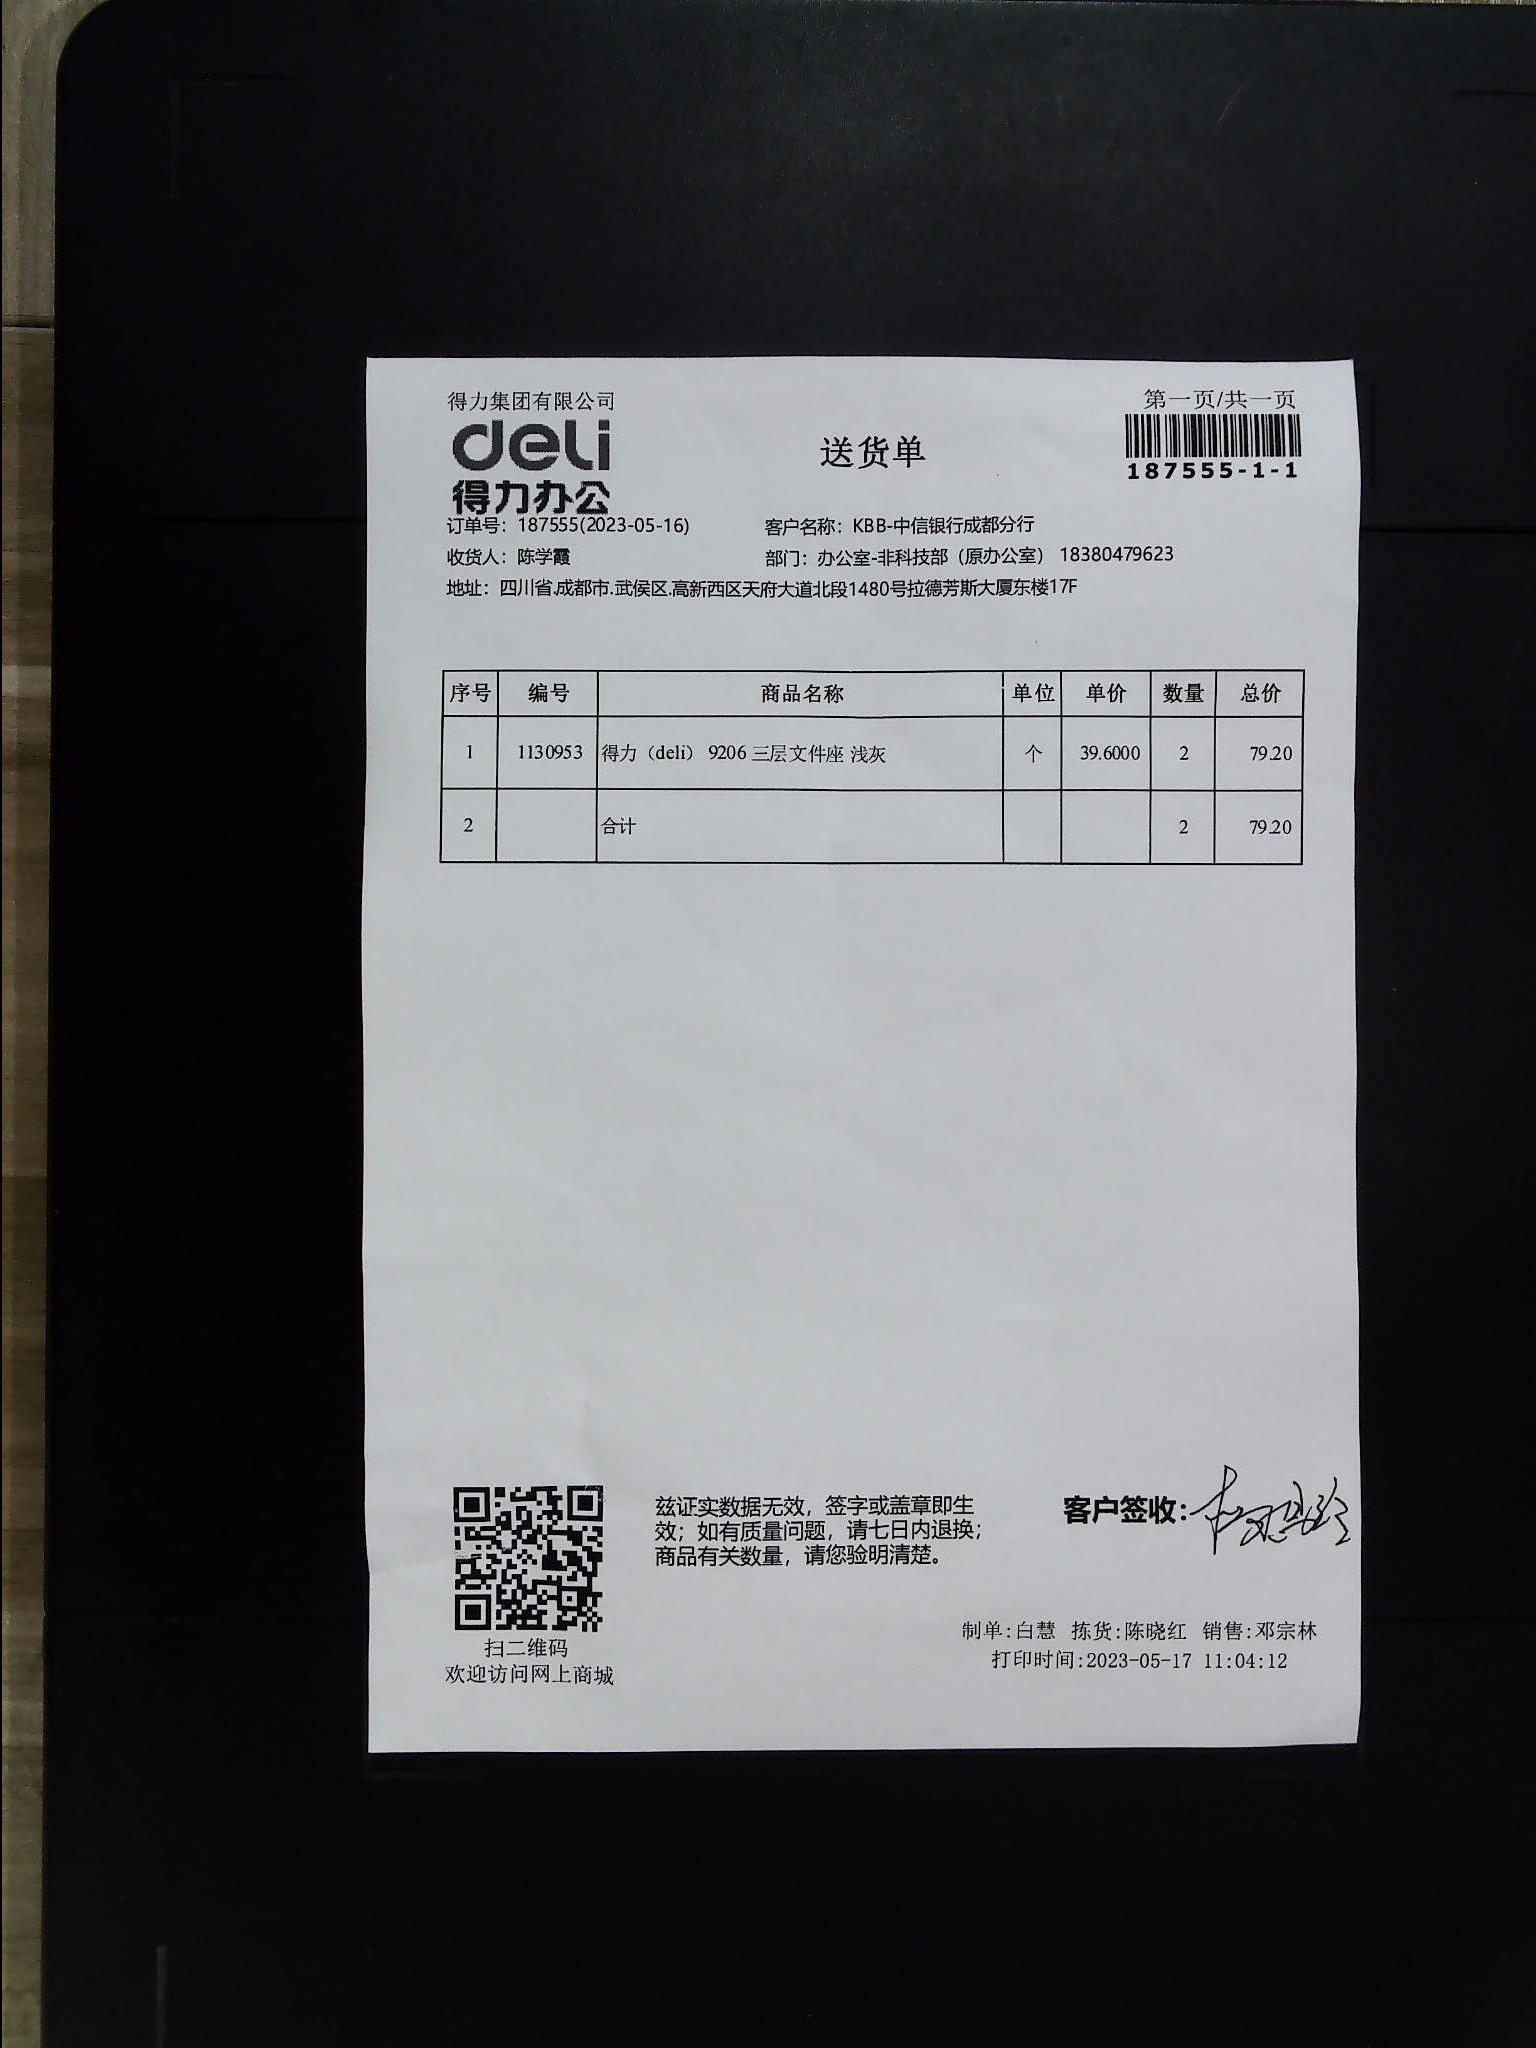 得力集团有限公司
第一页/共一页
deli
得力办公
送货单
187555-1-1
订单号：187555(2023-05-16) 客户名称：KBB-中信银行成都分行
收货人：陈学霞 部门：办公室-非科技部（原办公室） 18380479623
地址：四川省.成都市.武侯区.高新西区天府大道北段1480号拉德芳斯大厦东楼17F
序号 编号 商品名称 单位 单价 数量 总价
1 1130953 得力（deli） 9206 三层文件座 浅灰 个 39.6000 2 79.20
2 合计 2 79.20
兹证实数据无效，签字或盖章即生
效；如有质量问题，请七日内退换；
商品有关数量，请您验明清楚。
客户签收：
扫二维码
欢迎访问网上商城
制单:白慧 拣货:陈晓红 销售:邓宗林
打印时间:2023-05-17 11:04:12